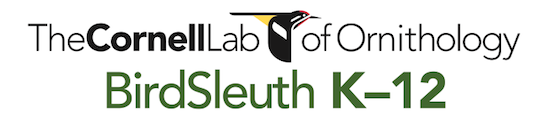 TheCornellLab of Ornithology
BirdSleuth K–12